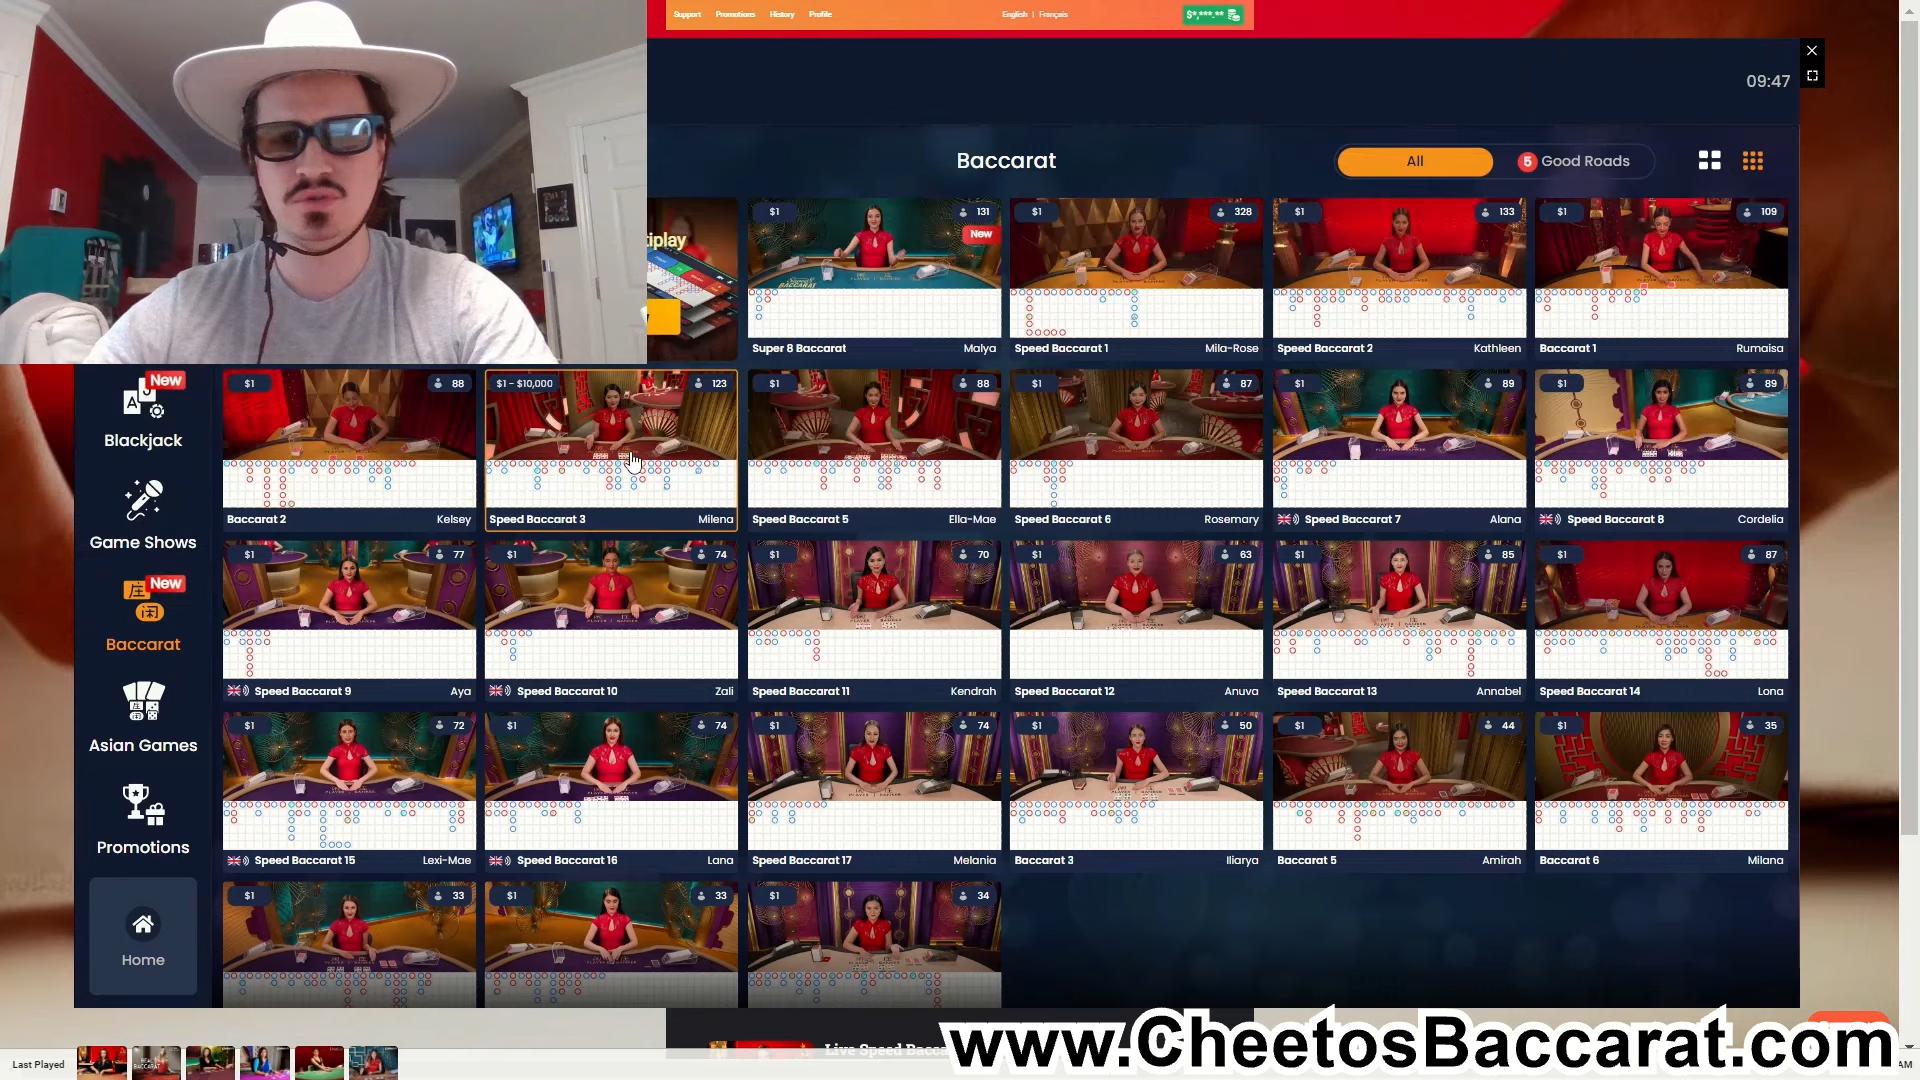 Support Promotions History Profile English | Français $*,***.**
09:47
Baccarat All 5 Good Roads
tiplay
$1 131 New
Super 8 Baccarat Malya
$1 328
Speed Baccarat 1 Mila-Rose
$1 133
Speed Baccarat 2 Kathleen
$1 109
Baccarat 1 Rumaisa
New
Blackjack
Game Shows
New
Baccarat
Asian Games
Promotions
Home
$1 88
Baccarat 2 Kelsey
$1 – $10,000 123
Speed Baccarat 3 Milena
$1 88
Speed Baccarat 5 Ella-Mae
$1 87
Speed Baccarat 6 Rosemary
$1 89
Speed Baccarat 7 Alana
$1 89
Speed Baccarat 8 Cordelia
$1 77
Speed Baccarat 9 Aya
$1 74
Speed Baccarat 10 Zali
$1 70
Speed Baccarat 11 Kendrah
$1 63
Speed Baccarat 12 Anuva
$1 85
Speed Baccarat 13 Annabel
$1 87
Speed Baccarat 14 Lona
$1 72
Speed Baccarat 15 Lexi-Mae
$1 74
Speed Baccarat 16 Lana
$1 74
Speed Baccarat 17 Melania
$1 50
Baccarat 3 Iliarya
$1 44
Baccarat 5 Amirah
$1 35
Baccarat 6 Milana
$1 33
$1 33
$1 34
Live Speed Bacca
www.CheetosBaccarat.com
Last Played
AM